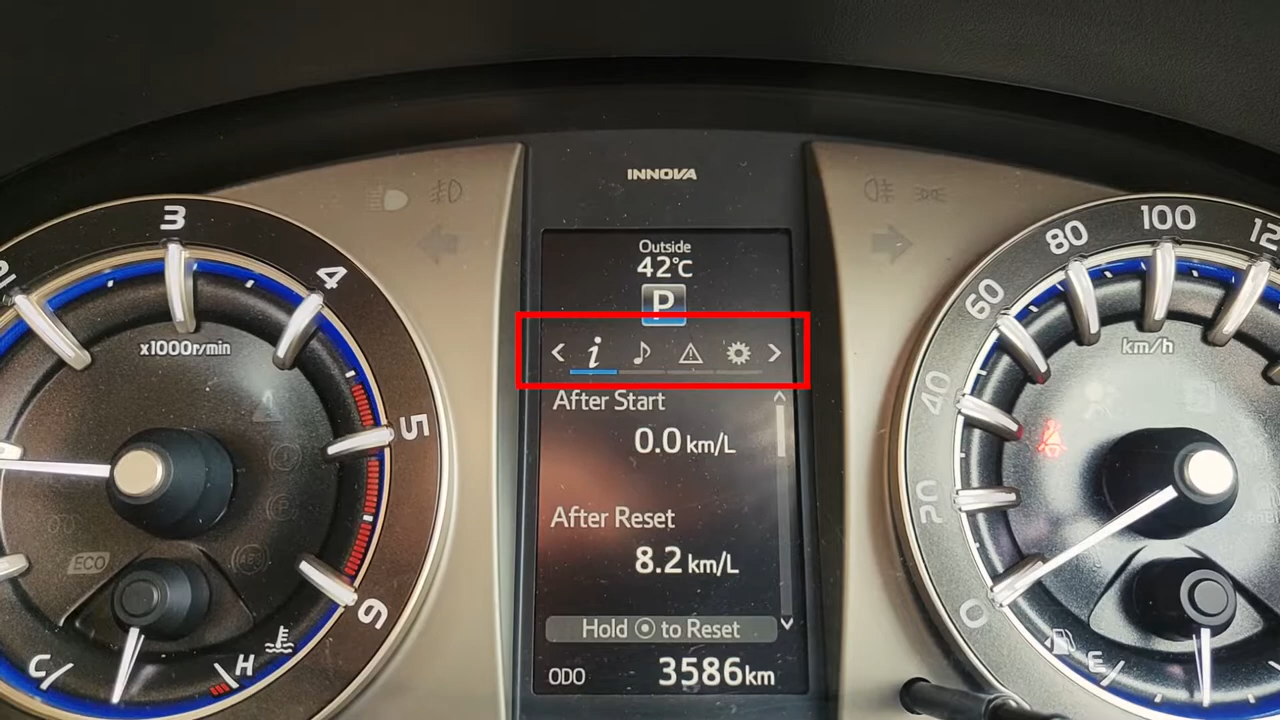 INNOVA
Outside
42°C
P
i
After Start
0.0 km/L
After Reset
8.2 km/L
Hold to Reset
ODO 3586km
3
4
5
6
x1000r/min
ECO
C
H
0
20
40
60
80
100
km/h
E